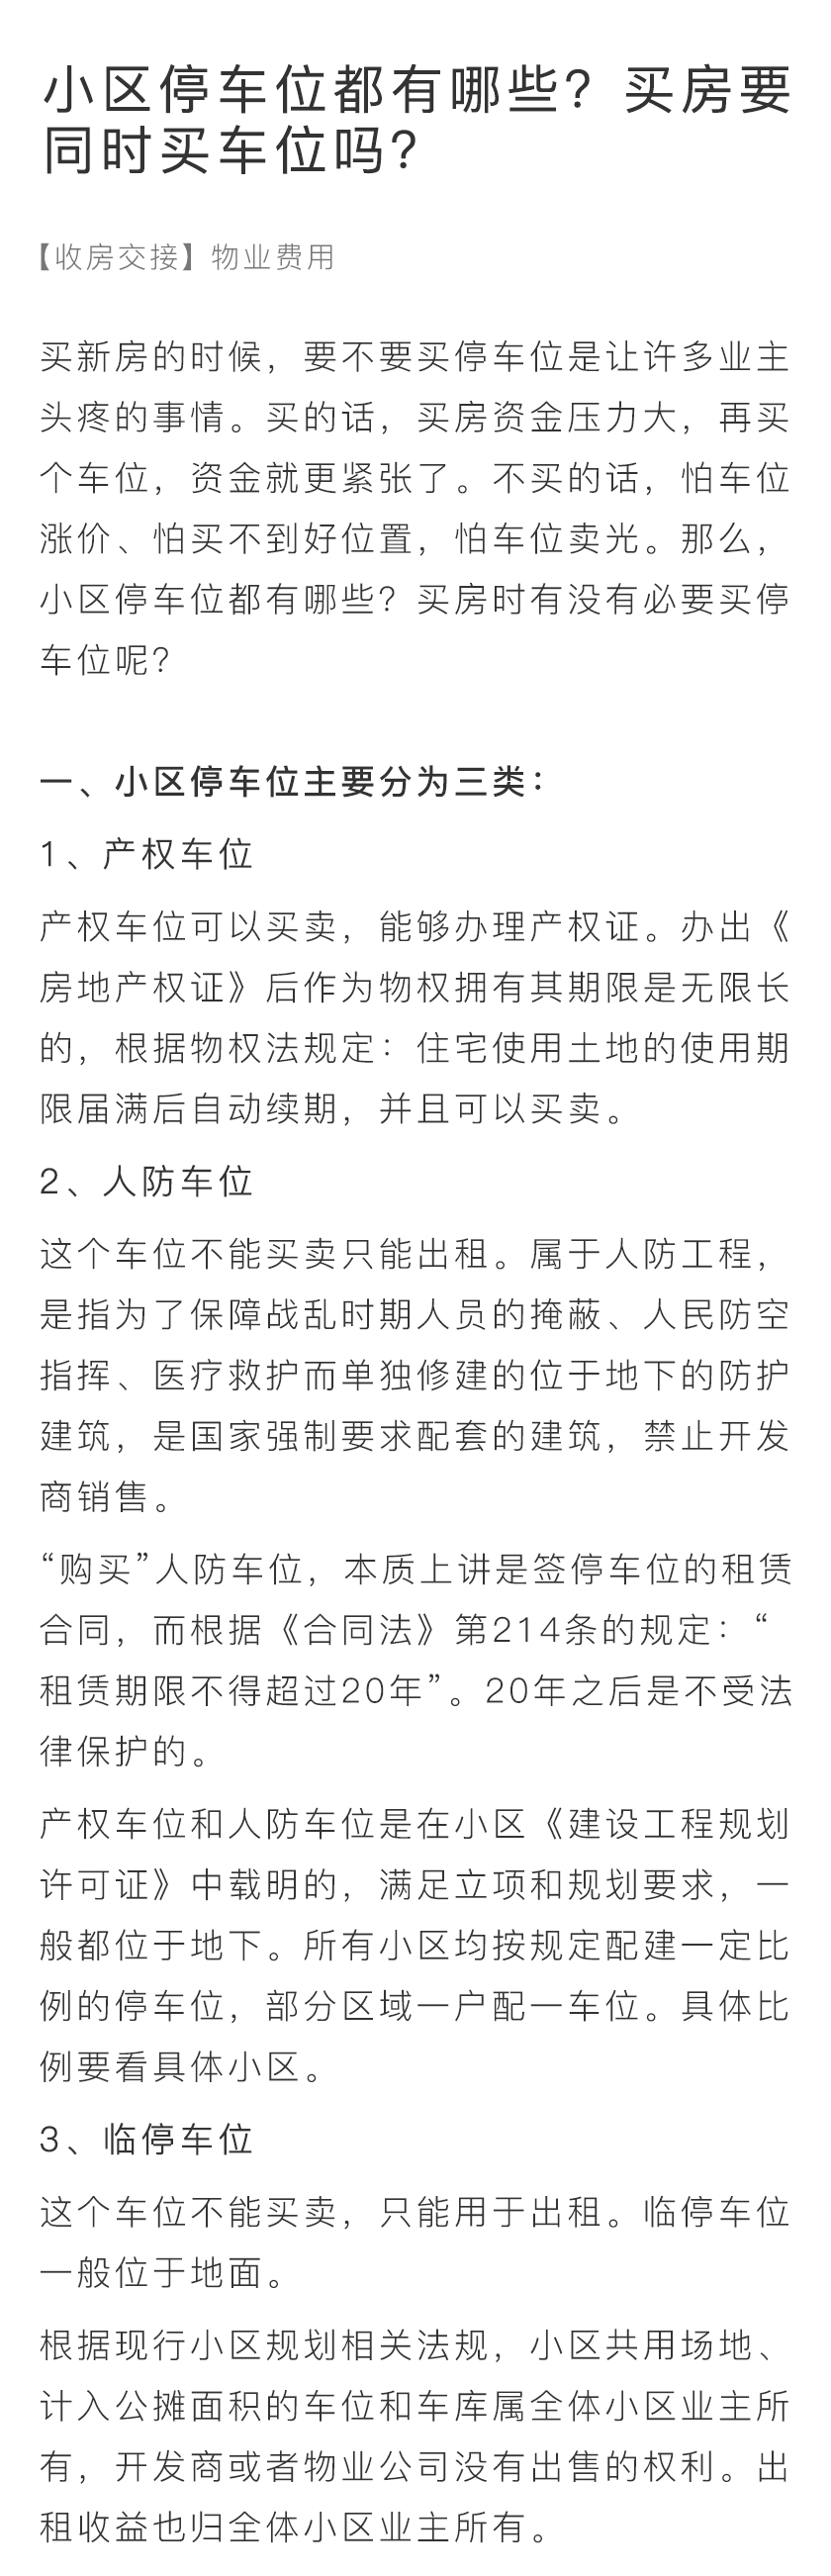 小区停车位都有哪些？买房要
同时买车位吗？
【收房交接】物业费用
买新房的时候，要不要买停车位是让许多业主
头疼的事情。买的话，买房资金压力大，再买
个车位，资金就更紧张了。不买的话，怕车位
涨价、怕买不到好位置，怕车位卖光。那么，
小区停车位都有哪些？买房时有没有必要买停
车位呢？
一、小区停车位主要分为三类：
1、产权车位
产权车位可以买卖，能够办理产权证。办出《
房地产权证》后作为物权拥有其期限是无限长
的，根据物权法规定：住宅使用土地的使用期
限届满后自动续期，并且可以买卖。
2、人防车位
这个车位不能买卖只能出租。属于人防工程，
是指为了保障战乱时期人员的掩蔽、人民防空
指挥、医疗救护而单独修建的位于地下的防护
建筑，是国家强制要求配套的建筑，禁止开发
商销售。
“购买”人防车位，本质上讲是签停车位的租赁
合同，而根据《合同法》第214条的规定：“
租赁期限不得超过20年”。20年之后是不受法
律保护的。
产权车位和人防车位是在小区《建设工程规划
许可证》中载明的，满足立项和规划要求，一
般都位于地下。所有小区均按规定配建一定比
例的停车位，部分区域一户配一车位。具体比
例要看具体小区。
3、临停车位
这个车位不能买卖，只能用于出租。临停车位
一般位于地面。
根据现行小区规划相关法规，小区共用场地、
计入公摊面积的车位和车库属全体小区业主所
有，开发商或者物业公司没有出售的权利。出
租收益也归全体小区业主所有。